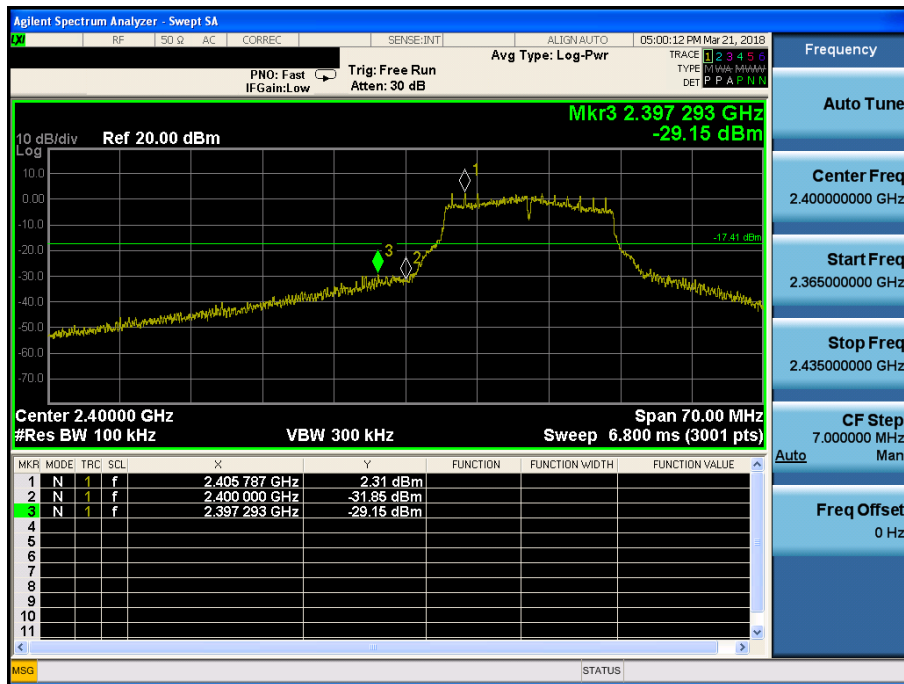 Agilent Spectrum Analyzer - Swept SA
LXI RF 50 Ω AC CORREC SENSE:INT ALIGNAUTO 05:00:12 PM Mar 21, 2018
PNO: Fast
IFGain:Low
Trig: Free Run
Atten: 30 dB
Avg Type: Log-Pwr
TRACE 1 2 3 4 5 6
TYPE M WA MWWW
DET P P A P N N
Mkr3 2.397 293 GHz
-29.15 dBm
10 dB/div Ref 20.00 dBm
Log
10.0
0.00
-10.0
-20.0
-30.0
-40.0
-50.0
-60.0
-70.0
1
3
2
-17.41 dBm
Center 2.40000 GHz Span 70.00 MHz
#Res BW 100 kHz VBW 300 kHz Sweep 6.800 ms (3001 pts)
MKR MODE TRC SCL X Y FUNCTION FUNCTION WIDTH FUNCTION VALUE
1 N 1 f 2.405 787 GHz 2.31 dBm
2 N 1 f 2.400 000 GHz -31.85 dBm
3 N 1 f 2.397 293 GHz -29.15 dBm
4
5
6
7
8
9
10
11
MSG STATUS
Frequency
Auto Tune
Center Freq
2.400000000 GHz
Start Freq
2.365000000 GHz
Stop Freq
2.435000000 GHz
CF Step
7.000000 MHz
Auto Man
Freq Offset
0 Hz